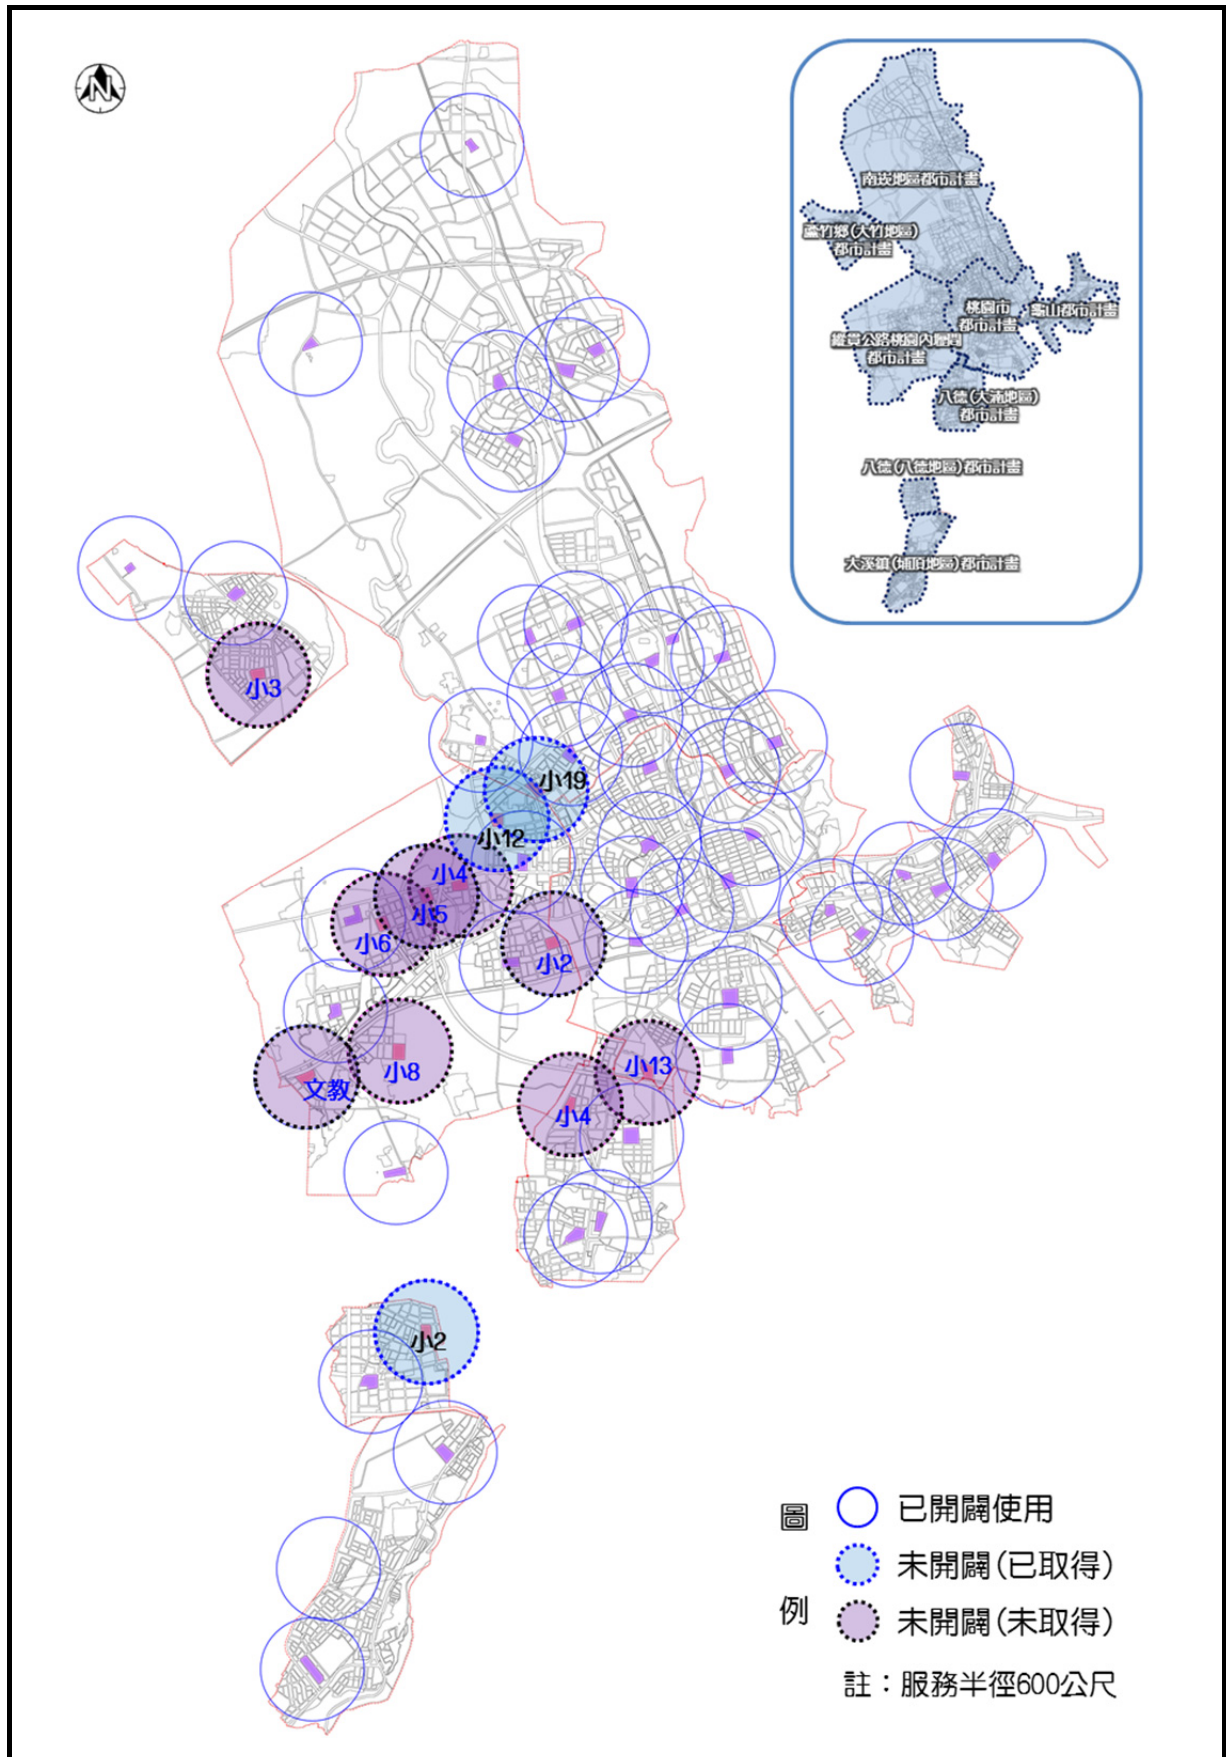 N
南崁地區都市計畫
蘆竹鄉(大竹地區)
都市計畫
桃園市
都市計畫
龜山都市計畫
縱貫公路桃園內壢間
都市計畫
八德(大湳地區)
都市計畫
八德(八德地區)都市計畫
大溪鎮(埔頂地區)都市計畫
小3
小19
小12
小4
小5
小6
小2
小8
文教
小13
小4
小2
圖
例
已開闢使用
未開闢(已取得)
未開闢(未取得)
註：服務半徑600公尺